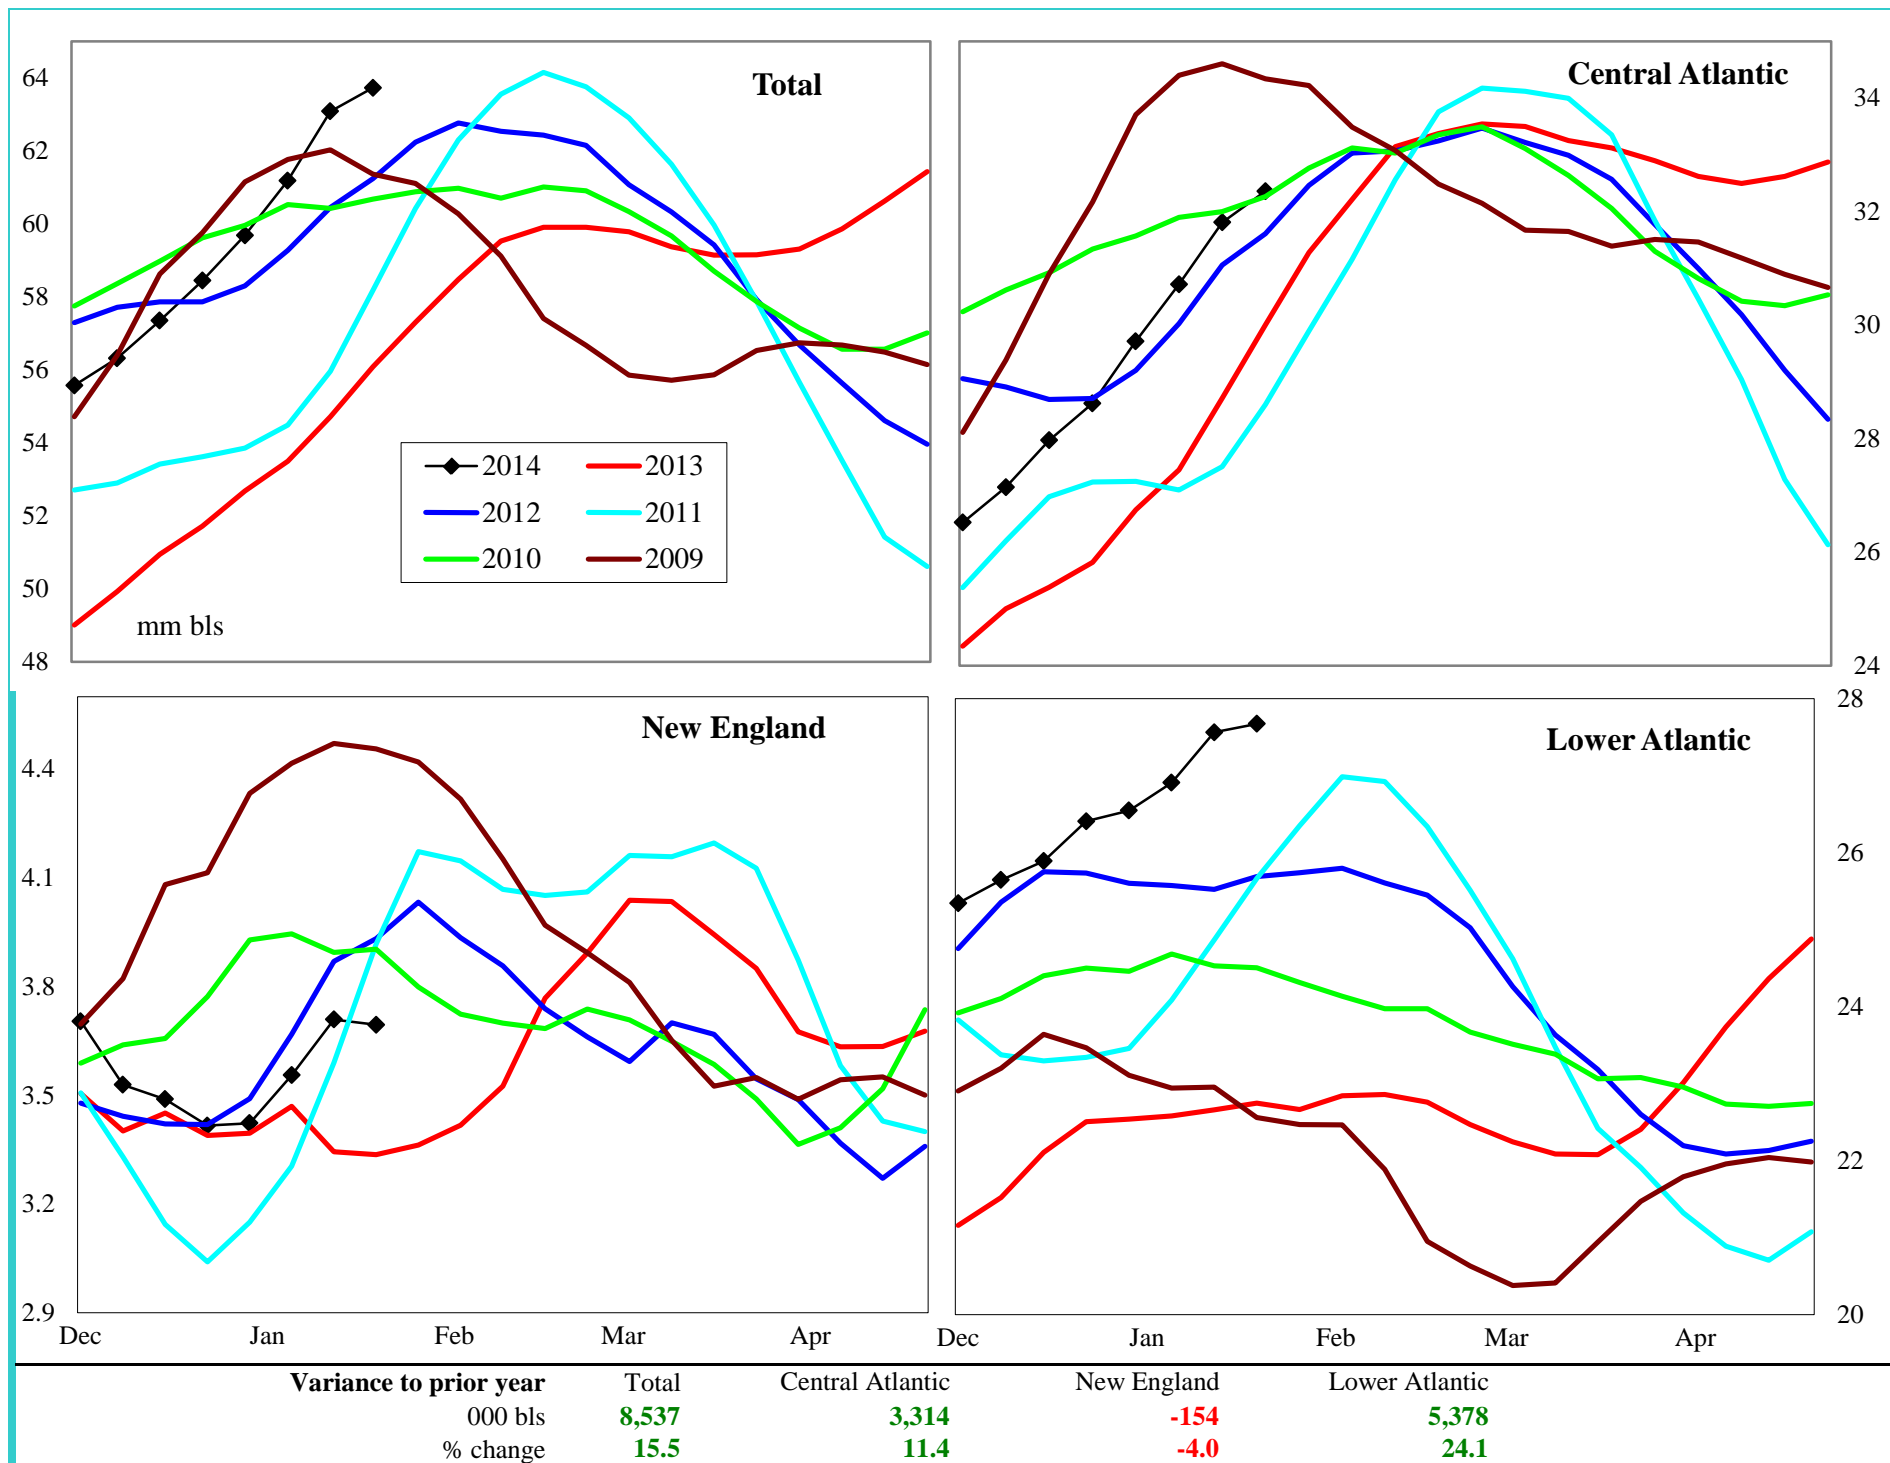 Total
64
62
60
58
56
54
52
50
48
2014 2013
2012 2011
2010 2009
mm bls
Central Atlantic
34
32
30
28
26
24
New England
4.4
4.1
3.8
3.5
3.2
2.9
Dec Jan Feb Mar Apr
Lower Atlantic
28
26
24
22
20
Dec Jan Feb Mar Apr
Variance to prior year Total Central Atlantic New England Lower Atlantic
000 bls 8,537 3,314 -154 5,378
% change 15.5 11.4 -4.0 24.1